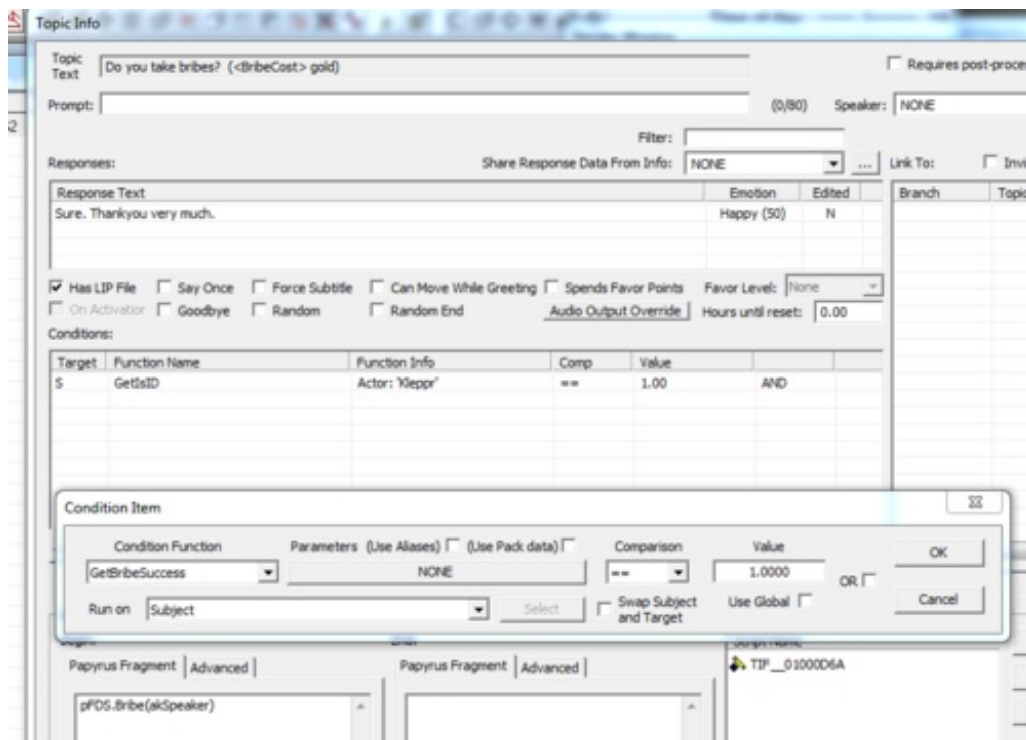 Topic Info
Topic Text
Do you take bribes? (<BribeCost> gold)
Requires post-proce
Prompt:
(0/80)
Speaker: NONE
Filter:
Responses:
Share Response Data From Info: NONE
...
Link To:
Invi
Response Text Emotion Edited
Branch Topic
Sure. Thankyou very much. Happy (50) N
Has LIP File Say Once Force Subtitle Can Move While Greeting Spends Favor Points Favor Level: None
On Activation Goodbye Random Random End Audio Output Override Hours until reset: 0.00
Conditions:
Target Function Name Function Info Comp Value
S GetIsID Actor: 'Kleppr' == 1.00 AND
Condition Item
Condition Function Parameters (Use Aliases) (Use Pack data) Comparison Value
GetBribeSuccess NONE == 1.0000 OR OK
Run on Subject Select Swap Subject and Target Use Global Cancel
Papyrus Fragment Advanced Papyrus Fragment Advanced
TIF__01000D6A
pFDS.Bribe(akSpeaker)